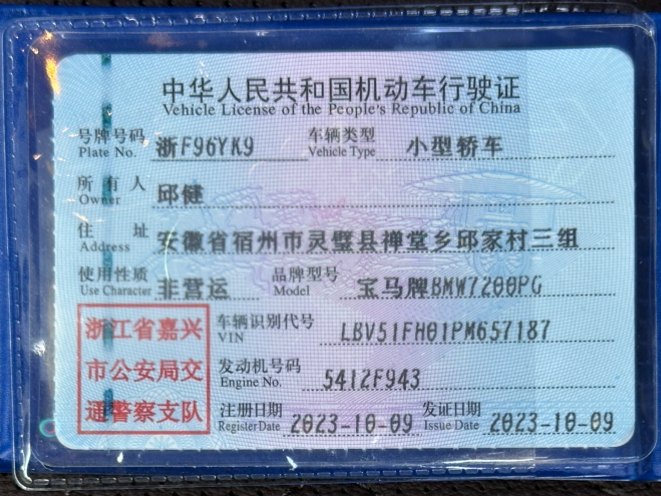 中华人民共和国机动车行驶证
Vehicle License of the People's Republic of China
号牌号码 浙F96YK9 车辆类型 小型轿车
Plate No. Vehicle Type
所有人 邱健
Owner
住址 安徽省宿州市灵璧县禅堂乡邱家村三组
Address
使用性质 非营运 品牌型号 宝马牌BMW7200PG
Use Character Model
浙江省嘉兴
市公安局交
通警察支队
车辆识别代号 LBV51FH01PM657187
VIN
发动机号码 5412F943
Engine No.
注册日期 2023-10-09 发证日期 2023-10-09
Register Date Issue Date